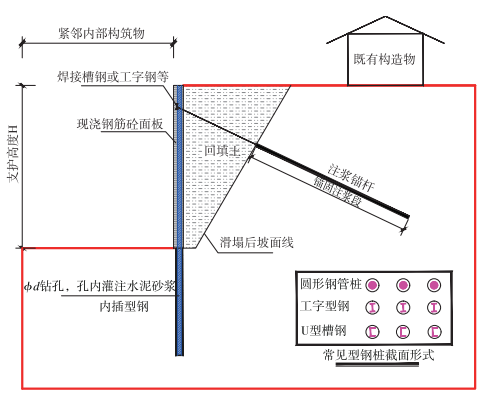 紧邻内部构筑物
既有构造物
焊接槽钢或工字钢等
现浇钢筋砼面板
支护高度H
回填土
注浆锚杆
锚固注浆段
滑塌后坡面线
ϕd钻孔，孔内灌注水泥砂浆
内插型钢
圆形钢管桩
工字型钢
U型槽钢
常见型钢桩截面形式